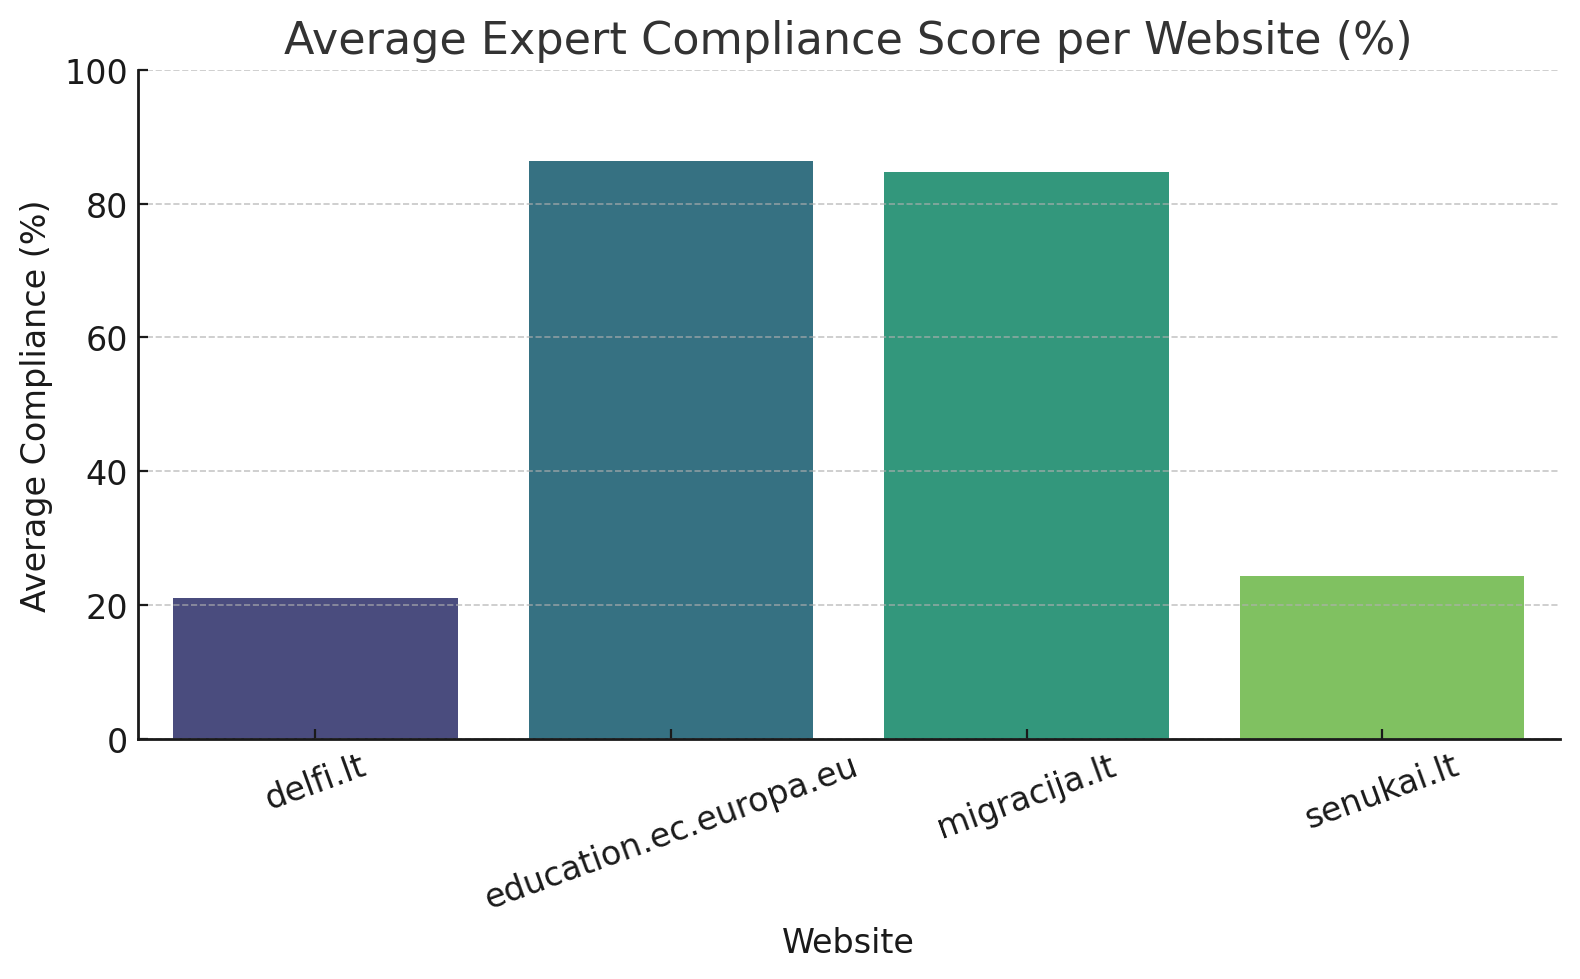 Average Expert Compliance Score per Website (%)
Average Compliance (%)
100
80
60
40
20
0
delfi.lt
education.ec.europa.eu
migracija.lt
senukai.lt
Website